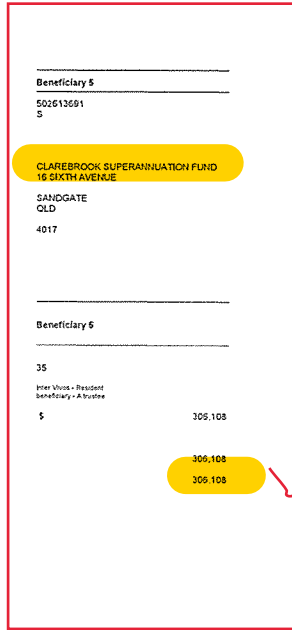 Beneficiary 5
502613691
S
CLAREBROOK SUPERANNUATION FUND
16 SIXTH AVENUE
SANDGATE
QLD
4017
Beneficiary 6
35
Inter Vivos - Resident
beneficiary - A trustee
$ 306,108
306,108
306,108